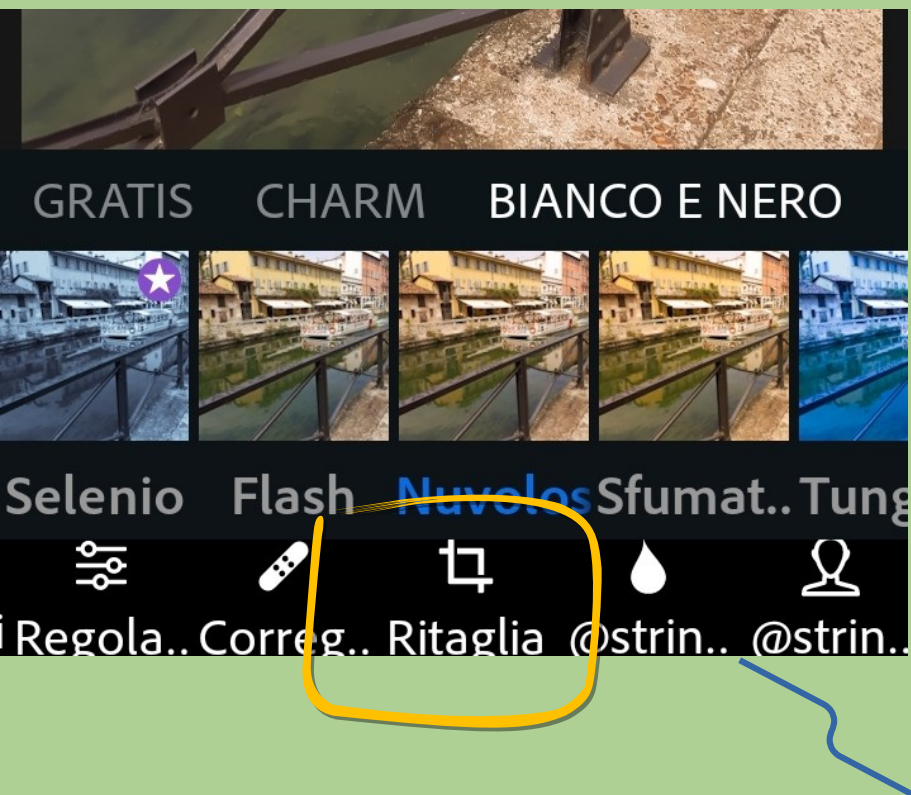 GRATIS CHARM BIANCO E NERO
Selenio Flash Nuvolos Sfumat.. Tung
i Regola.. Correg.. Ritaglia @strin.. @strin..